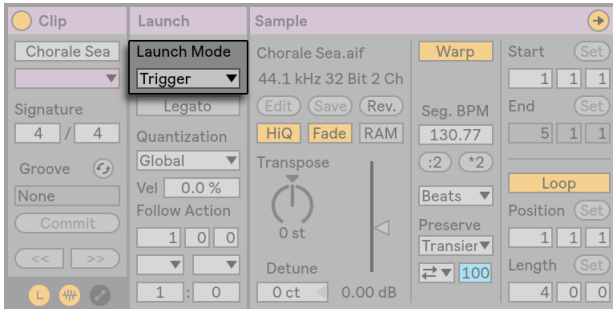 Clip
Chorale Sea
Signature
4 / 4
Groove
None
Commit
<< >>
L
Launch
Launch Mode
Trigger
Legato
Quantization
Global
Vel 0.0 %
Follow Action
1 0 0
1 : 0
Sample
Chorale Sea.aif
44.1 kHz 32 Bit 2 Ch
Edit Save Rev.
HiQ Fade RAM
Transpose
0 st
Detune
0 ct 0.00 dB
Warp
Seg. BPM
130.77
:2 *2
Beats
Preserve
Transier
100
Start Set
1 1 1
End Set
5 1 1
Loop
Position Set
1 1 1
Length Set
4 0 0